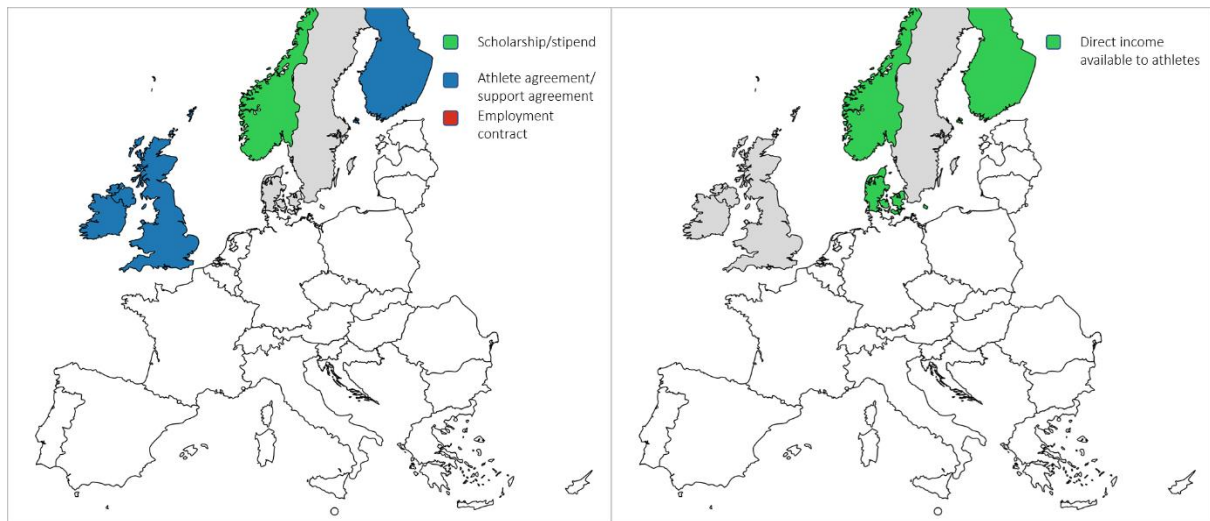 Scholarship/stipend
Athlete agreement/
support agreement
Employment
contract
Direct income
available to athletes